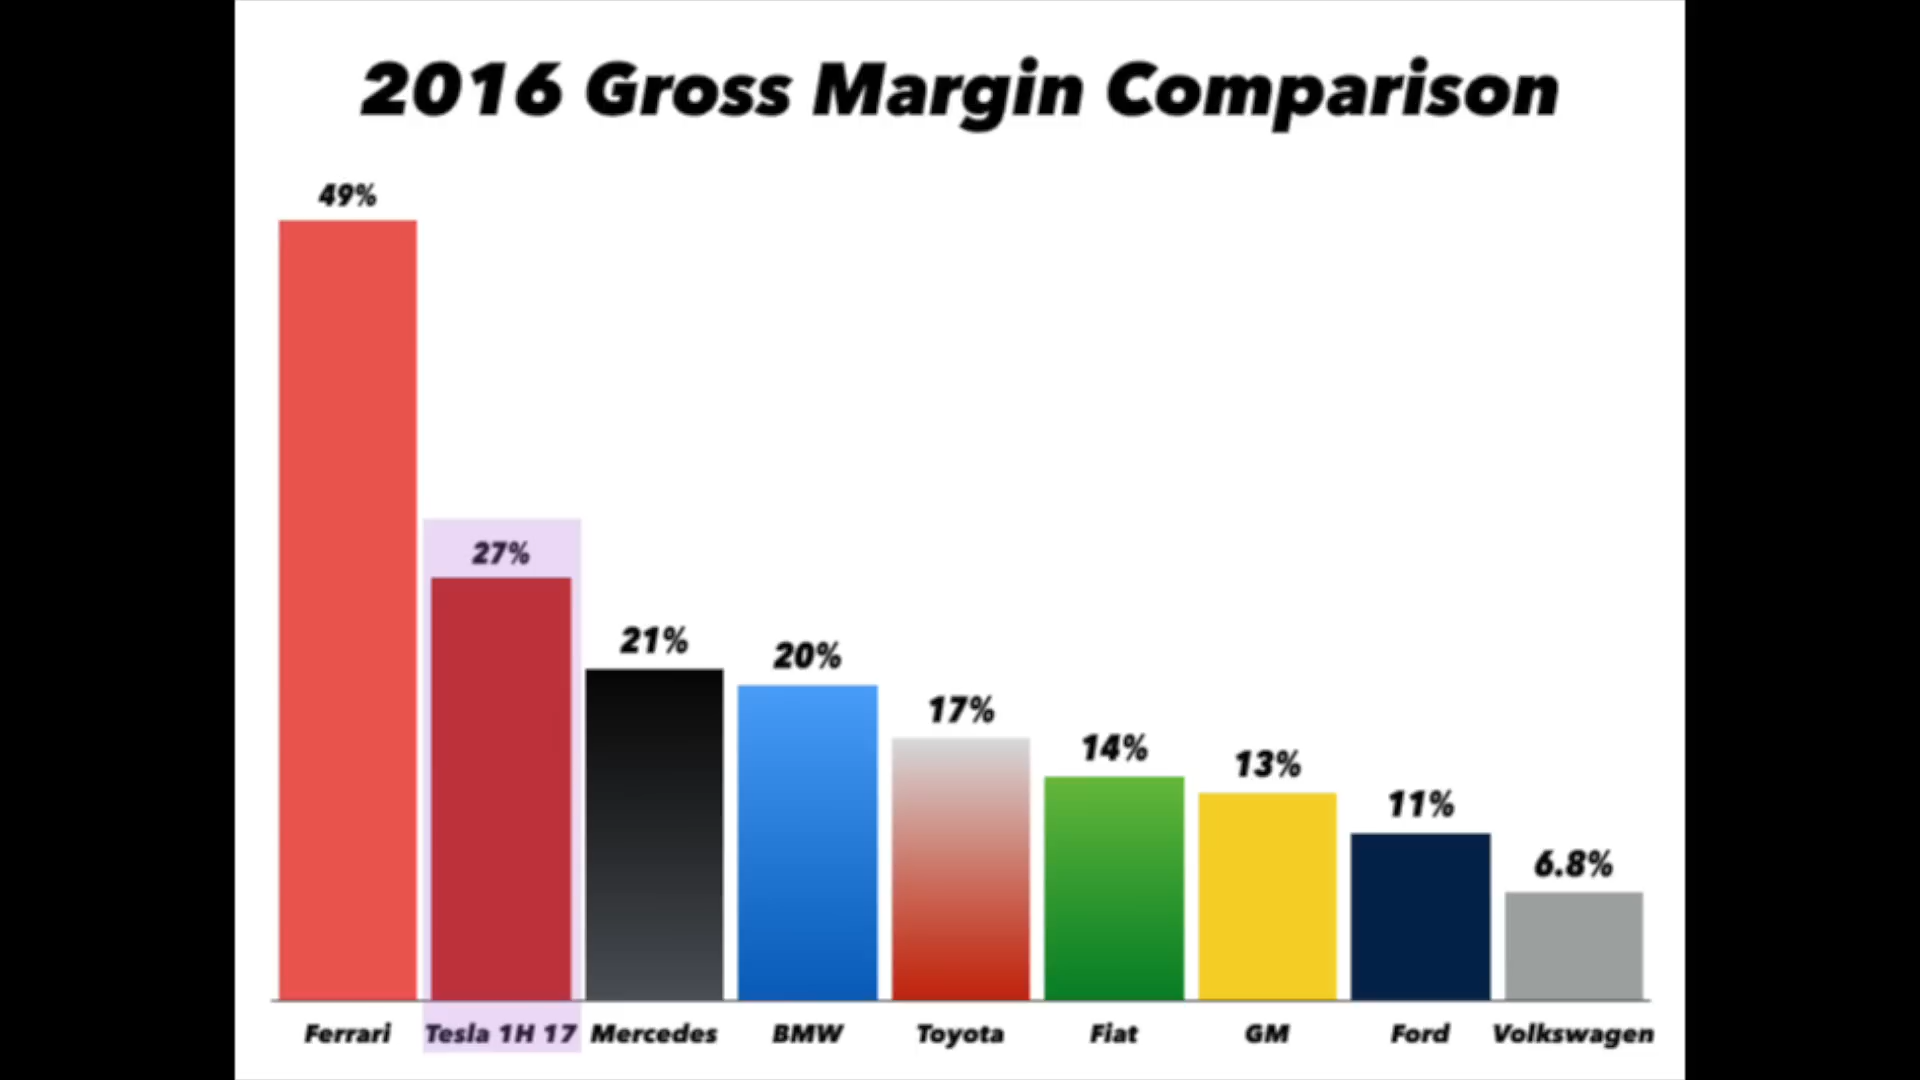 2016 Gross Margin Comparison
49%
27%
21%
20%
17%
14%
13%
11%
6.8%
Ferrari
Tesla 1H 17
Mercedes
BMW
Toyota
Fiat
GM
Ford
Volkswagen